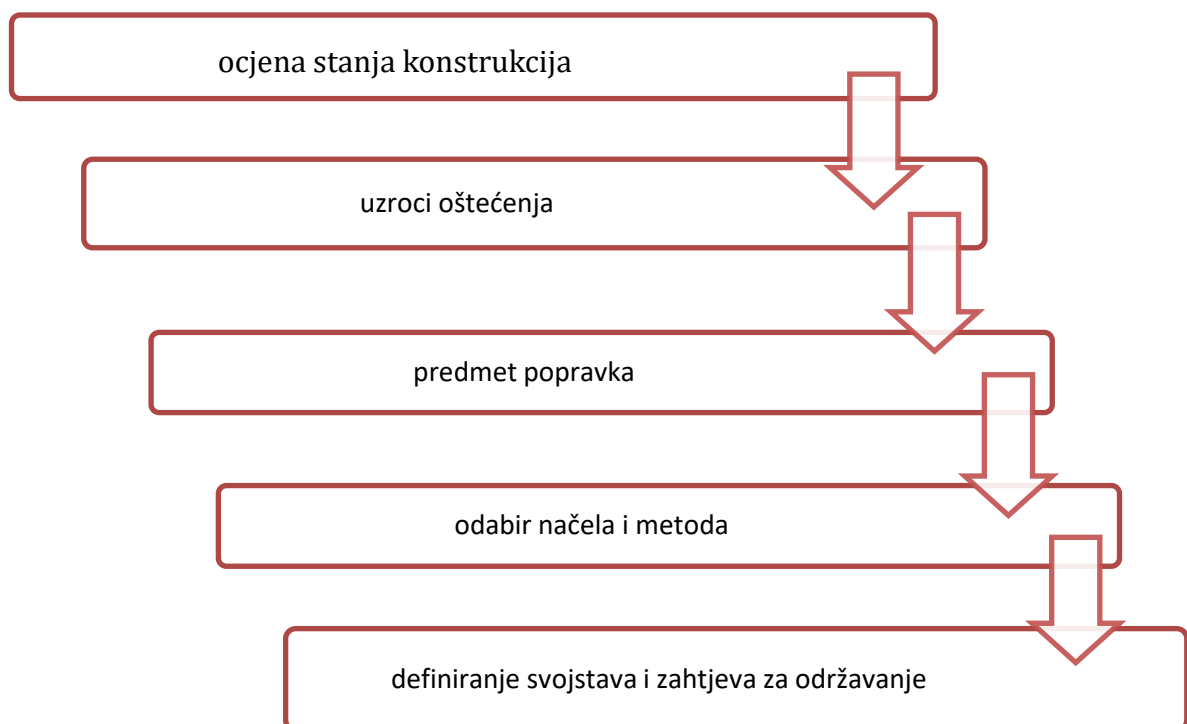 ocjena stanja konstrukcija
uzroci oštećenja
predmet popravka
odabir načela i metoda
definiranje svojstava i zahtjeva za održavanje